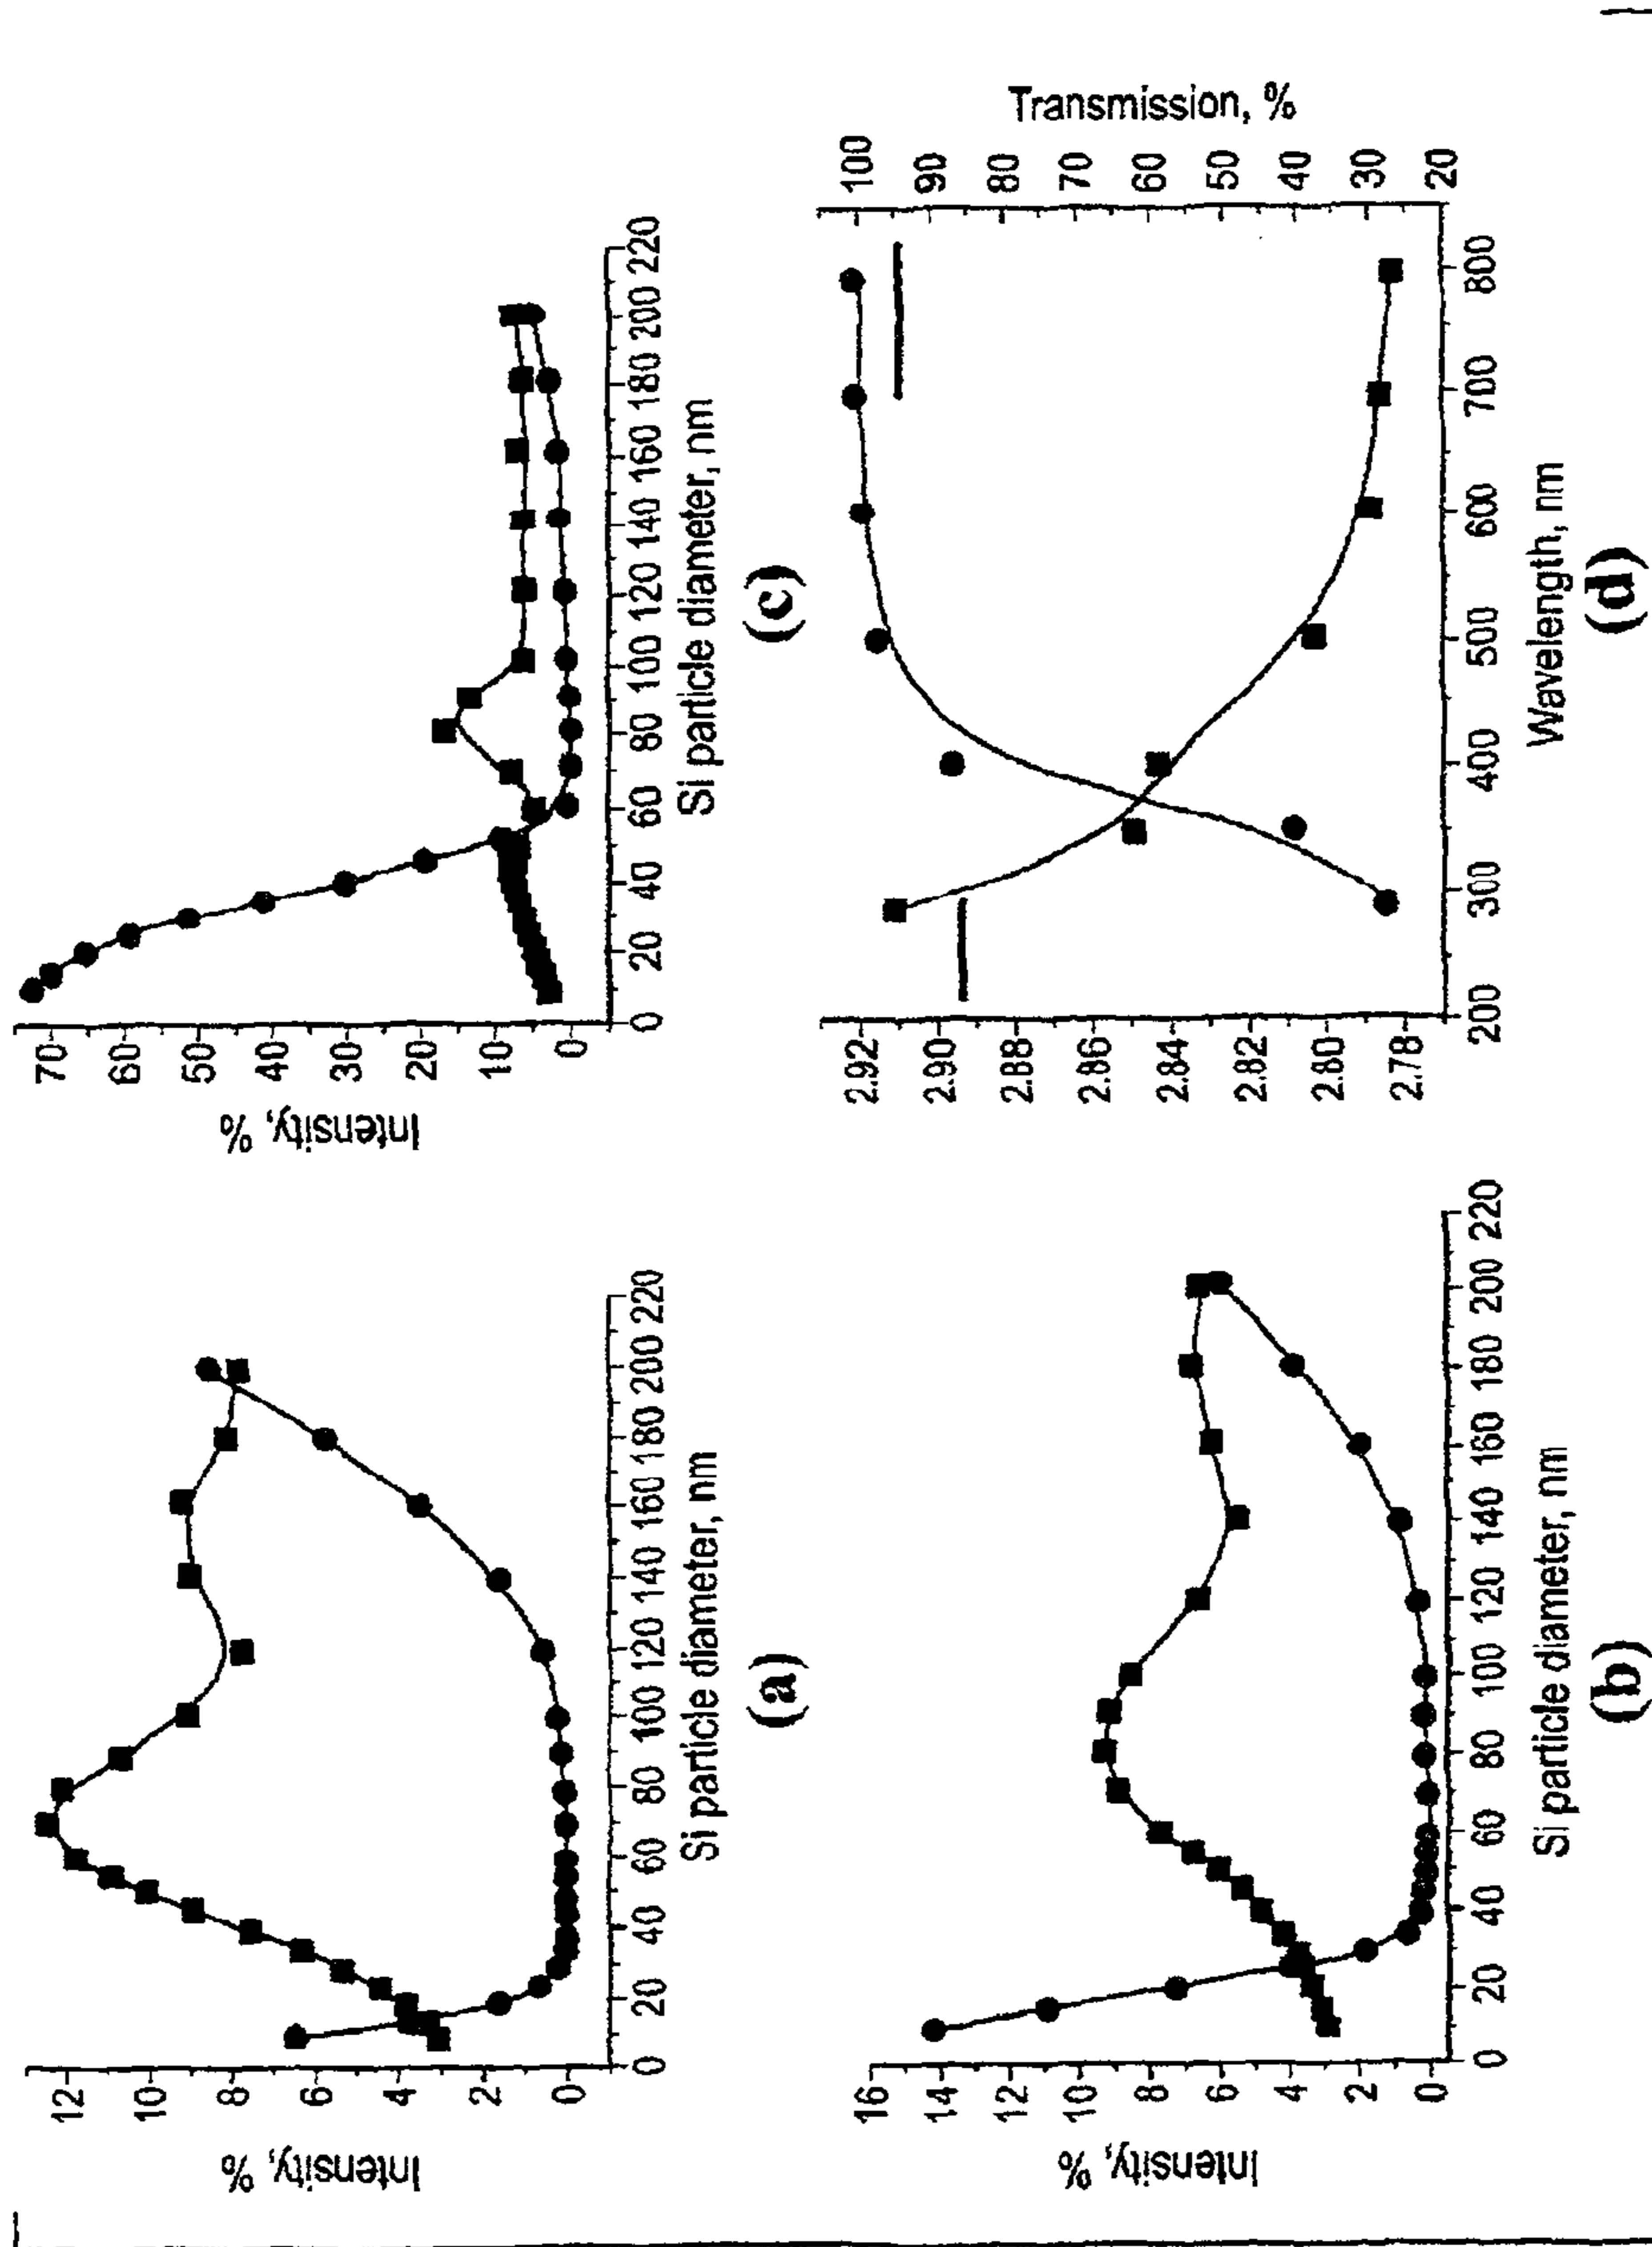 Intensity, %
12
10
8
6
4
2
0
0 20 40 60 80 100 120 140 160 180 200 220
Si particle diameter, nm
(a)
Intensity, %
70
60
50
40
30
20
10
0
0 20 40 60 80 100 120 140 160 180 200 220
Si particle diameter, nm
(c)
Intensity, %
16
14
12
10
8
6
4
2
0
0 20 40 60 80 100 120 140 160 180 200 220
Si particle diameter, nm
(b)
2.92
2.90
2.88
2.86
2.84
2.82
2.80
2.78
200 300 400 500 600 700 800
Wavelength, nm
100
90
80
70
60
50
40
30
20
Transmission, %
(d)